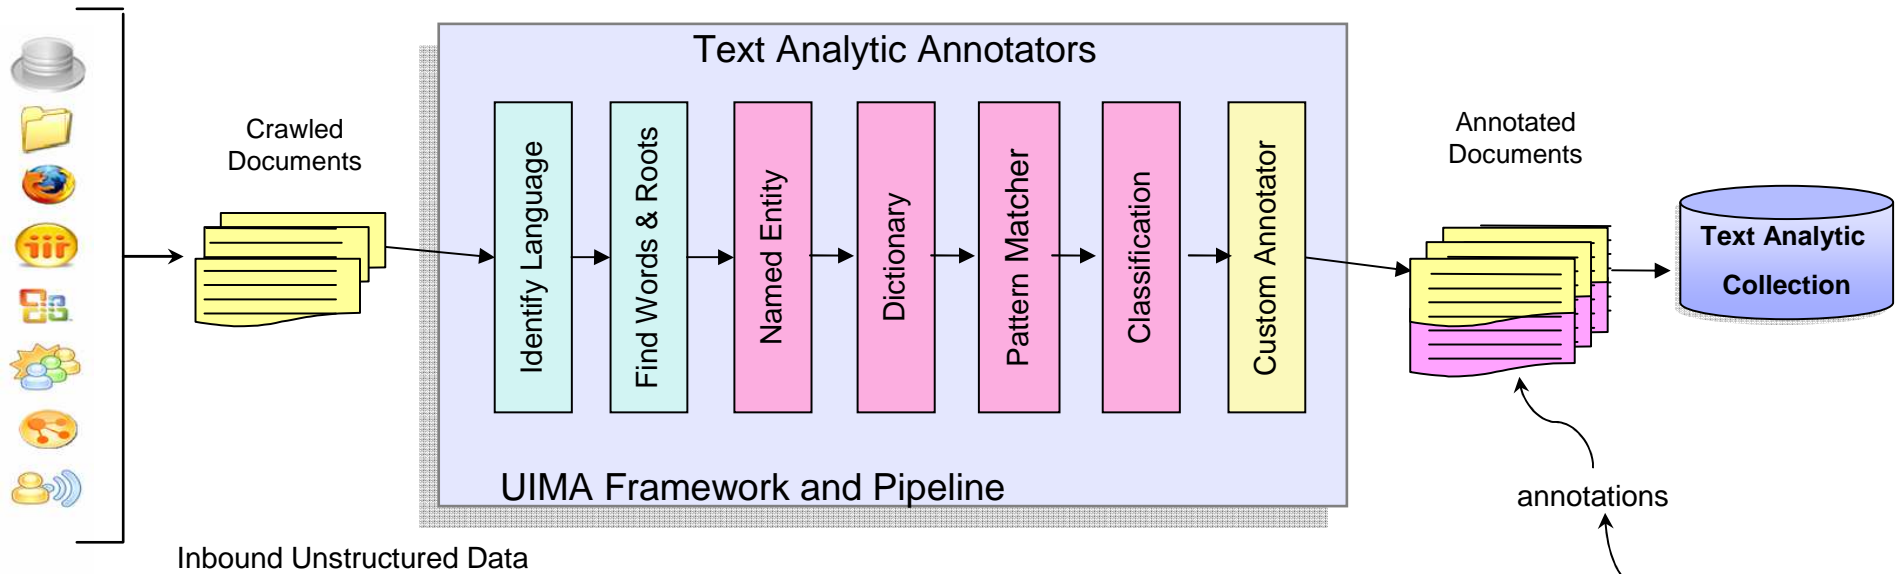 Text Analytic Annotators
Crawled
Documents
Identify Language
Find Words & Roots
Named Entity
Dictionary
Pattern Matcher
Classification
Custom Annotator
Annotated
Documents
Text Analytic
Collection
UIMA Framework and Pipeline
annotations
Inbound Unstructured Data
iir